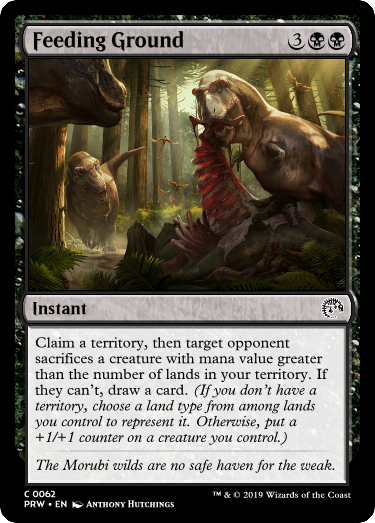 Feeding Ground 3
Instant
Claim a territory, then target opponent
sacrifices a creature with mana value greater
than the number of lands in your territory. If
they can't, draw a card. (If you don't have a
territory, choose a land type from among lands
you control to represent it. Otherwise, put a
+1/+1 counter on a creature you control.)
The Morubi wilds are no safe haven for the weak.
C 0062
PRW • EN Anthony Hutchings
™ & © 2019 Wizards of the Coast